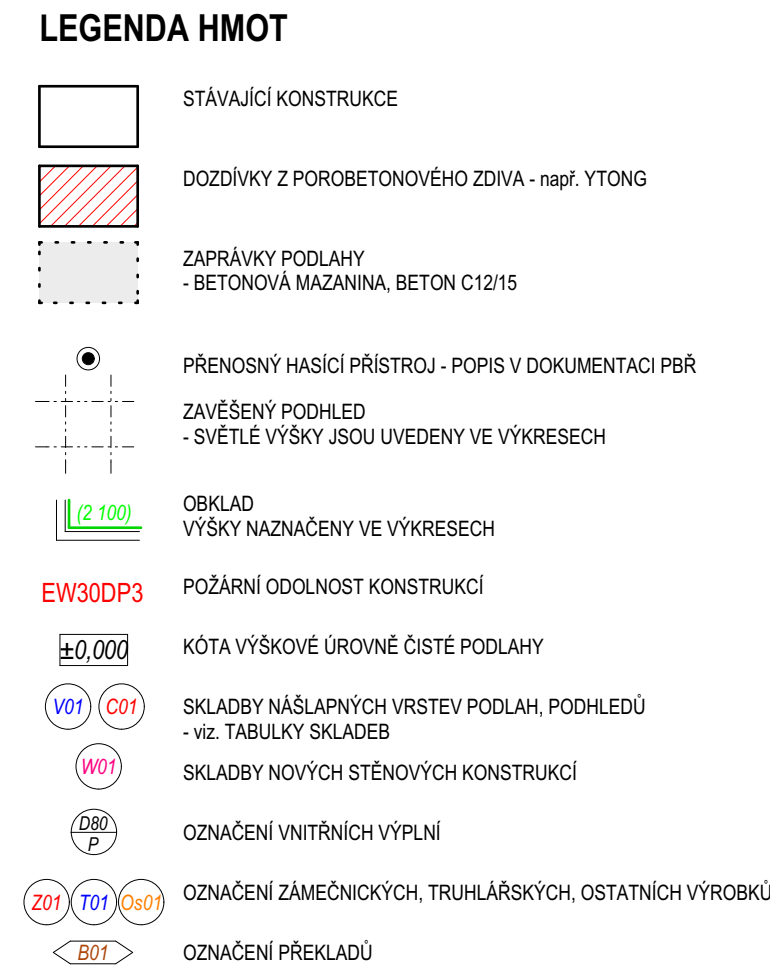 LEGENDA HMOT
STÁVAJÍCÍ KONSTRUKCE
DOZDÍVKY Z POROBETONOVÉHO ZDIVA - např. YTONG
ZAPRÁVKY PODLAHY
- BETONOVÁ MAZANINA, BETON C12/15
PŘENOSNÝ HASÍCÍ PŘÍSTROJ - POPIS V DOKUMENTACI PBŘ
ZAVĚŠENÝ PODHLED
- SVĚTLÉ VÝŠKY JSOU UVEDENY VE VÝKRESECH
(2 100)
OBKLAD
VÝŠKY NAZNAČENY VE VÝKRESECH
EW30DP3 POŽÁRNÍ ODOLNOST KONSTRUKCÍ
±0,000 KÓTA VÝŠKOVÉ ÚROVNĚ ČISTÉ PODLAHY
V01 C01 SKLADBY NÁŠLAPNÝCH VRSTEV PODLAH, PODHLEDŮ
- viz. TABULKY SKLADEB
W01 SKLADBY NOVÝCH STĚNOVÝCH KONSTRUKCÍ
D80
P
OZNAČENÍ VNITŘNÍCH VÝPLNÍ
Z01 T01 Os01 OZNAČENÍ ZÁMEČNICKÝCH, TRUHLÁŘSKÝCH, OSTATNÍCH VÝROBKŮ
B01 OZNAČENÍ PŘEKLADŮ